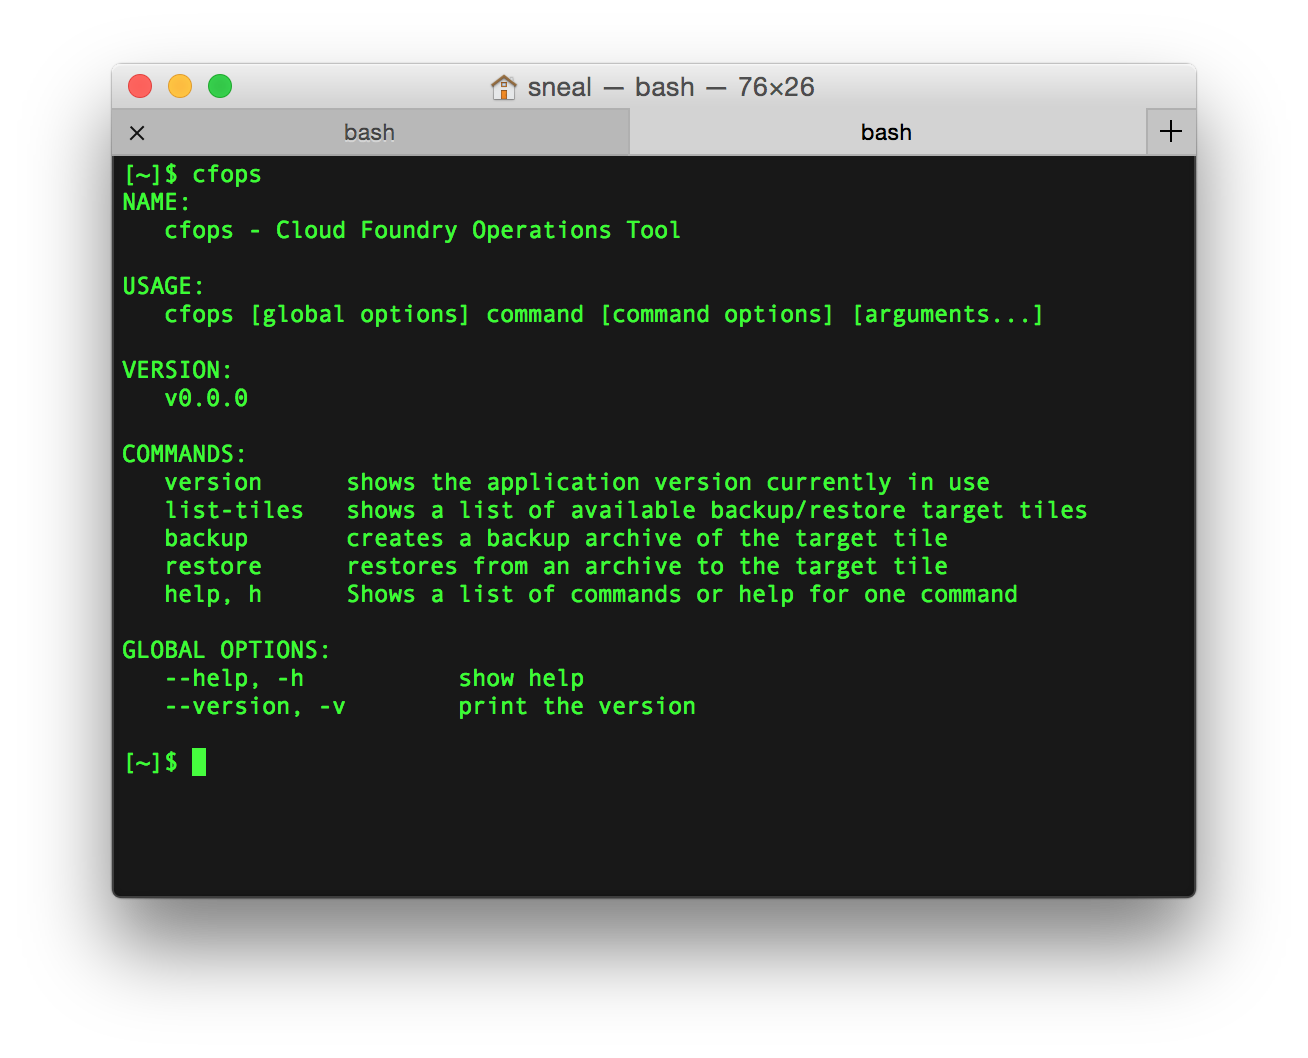 sneal — bash — 76×26
bash
bash
[~]$ cfops
NAME:
   cfops - Cloud Foundry Operations Tool

USAGE:
   cfops [global options] command [command options] [arguments...]

VERSION:
   v0.0.0

COMMANDS:
   version      shows the application version currently in use
   list-tiles   shows a list of available backup/restore target tiles
   backup       creates a backup archive of the target tile
   restore      restores from an archive to the target tile
   help, h      Shows a list of commands or help for one command

GLOBAL OPTIONS:
   --help, -h           show help
   --version, -v        print the version

[~]$